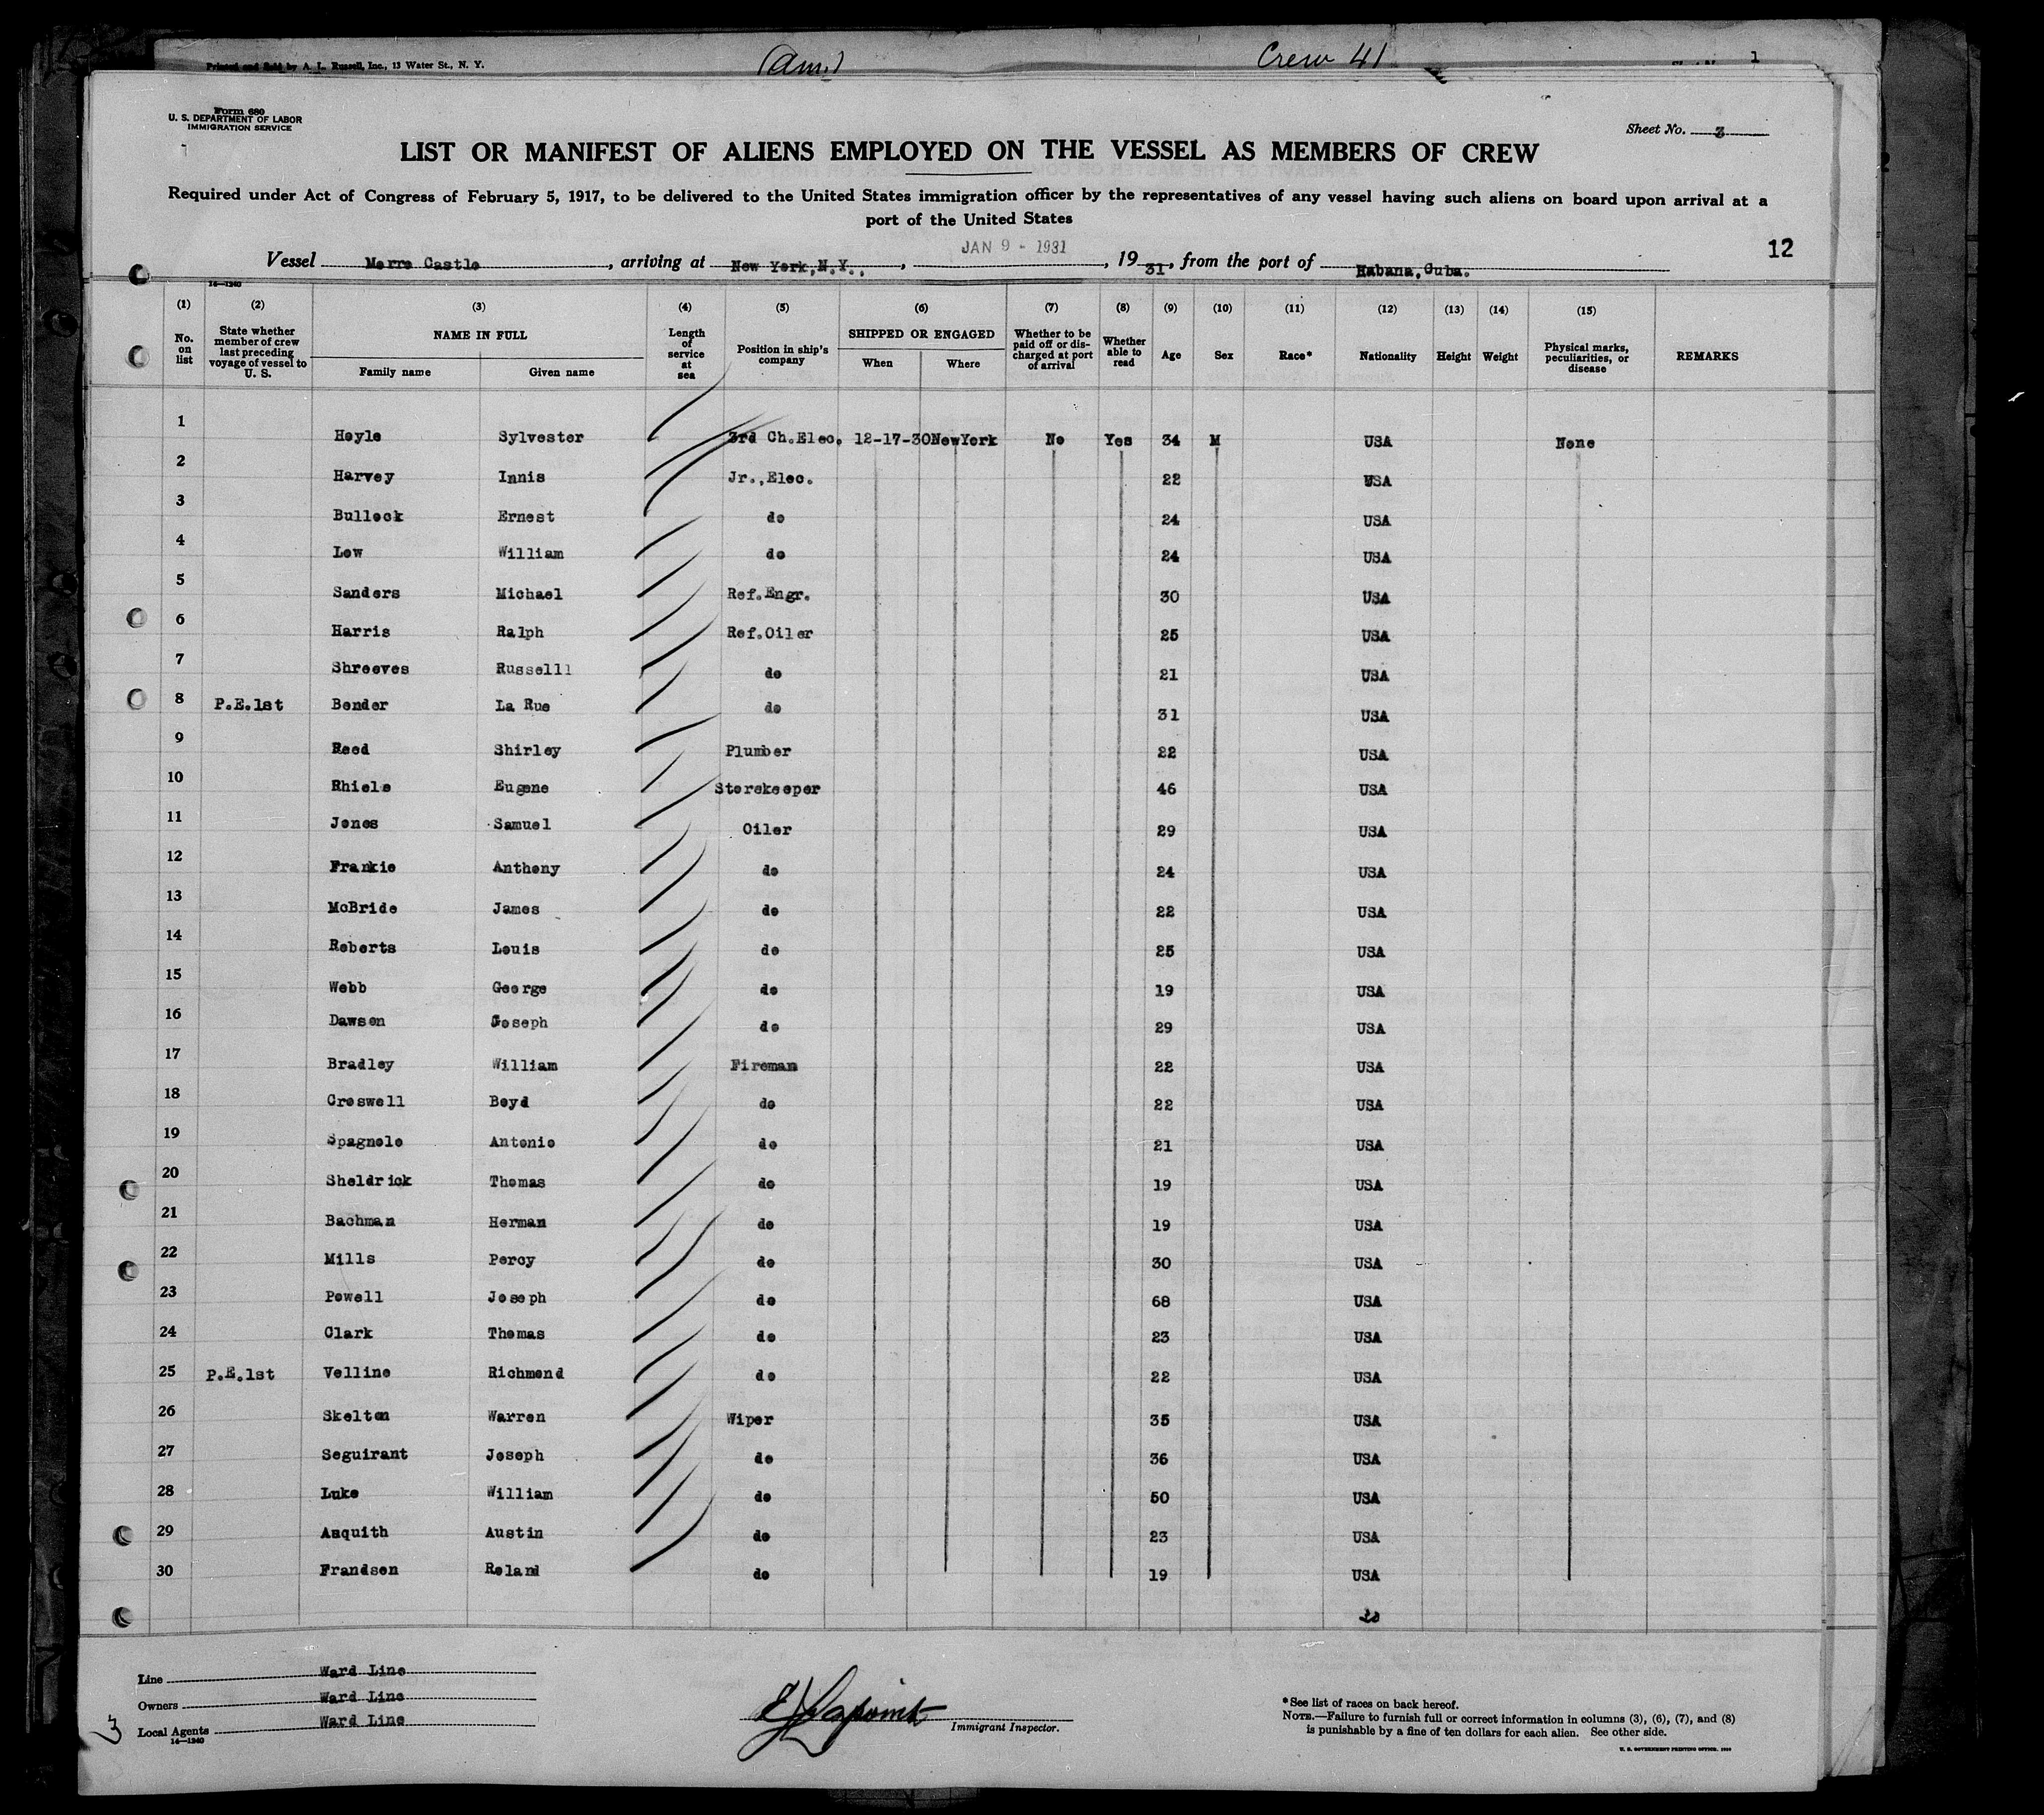 Printed and Sold by A. L. Russell, Inc., 13 Water St., N. Y.
(Am.)
Crew 41
1
Form 680
U. S. DEPARTMENT OF LABOR
IMMIGRATION SERVICE
Sheet No. 3
LIST OR MANIFEST OF ALIENS EMPLOYED ON THE VESSEL AS MEMBERS OF CREW
Required under Act of Congress of February 5, 1917, to be delivered to the United States immigration officer by the representatives of any vessel having such aliens on board upon arrival at a
port of the United States
Vessel Morro Castle, arriving at New York, N.Y., JAN 9 - 1931, 1931, from the port of Habana, Cuba.
12
14—1240
(1) No. on list
(2) State whether member of crew last preceding voyage of vessel to U. S.
(3) NAME IN FULL Family name Given name
(4) Length of service at sea
(5) Position in ship's company
(6) SHIPPED OR ENGAGED When Where
(7) Whether to be paid off or discharged at port of arrival
(8) Whether able to read
(9) Age
(10) Sex
(11) Race*
(12) Nationality
(13) Height
(14) Weight
(15) Physical marks, peculiarities, or disease
REMARKS
1 Hoyle Sylvester 3rd Ch.Elec. 12-17-30 NewYork No Yes 34 M USA None
2 Harvey Innis Jr.,Elec. 22 USA
3 Bullock Ernest do 24 USA
4 Low William do 24 USA
5 Sanders Michael Ref.Engr. 30 USA
6 Harris Ralph Ref.Oiler 25 USA
7 Shreeves Russelll do 21 USA
8 P.E.1st Bender La Rue do 31 USA
9 Reed Shirley Plumber 22 USA
10 Rhiele Eugene Storekeeper 46 USA
11 Jones Samuel Oiler 29 USA
12 Frankie Anthony do 24 USA
13 McBride James do 22 USA
14 Roberts Louis do 25 USA
15 Webb George do 19 USA
16 Dawson Joseph do 29 USA
17 Bradley William Fireman 22 USA
18 Creswell Boyd do 22 USA
19 Spagnole Antonio do 21 USA
20 Sheldrick Thomas do 19 USA
21 Bachman Herman do 19 USA
22 Mills Percy do 30 USA
23 Powell Joseph do 68 USA
24 Clark Thomas do 23 USA
25 P.E.1st Velline Richmond do 22 USA
26 Skelton Warren Wiper 35 USA
27 Seguirant Joseph do 36 USA
28 Luke William do 50 USA
29 Asquith Austin do 23 USA
30 Frandsen Roland do 19 USA
Line Ward Line
Owners Ward Line
Local Agents Ward Line
14—1240
3
E J Lapoint
Immigrant Inspector.
*See list of races on back hereof.
NOTE.—Failure to furnish full or correct information in columns (3), (6), (7), and (8)
is punishable by a fine of ten dollars for each alien. See other side.